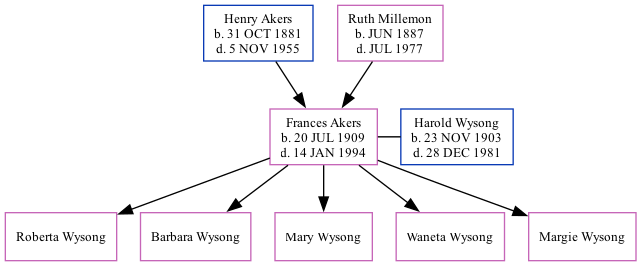 Henry Akers
b. 31 OCT 1881
d. 5 NOV 1955
Ruth Millemon
b. JUN 1887
d. JUL 1977
Frances Akers
b. 20 JUL 1909
d. 14 JAN 1994
Harold Wysong
b. 23 NOV 1903
d. 28 DEC 1981
Roberta Wysong
Barbara Wysong
Mary Wysong
Waneta Wysong
Margie Wysong